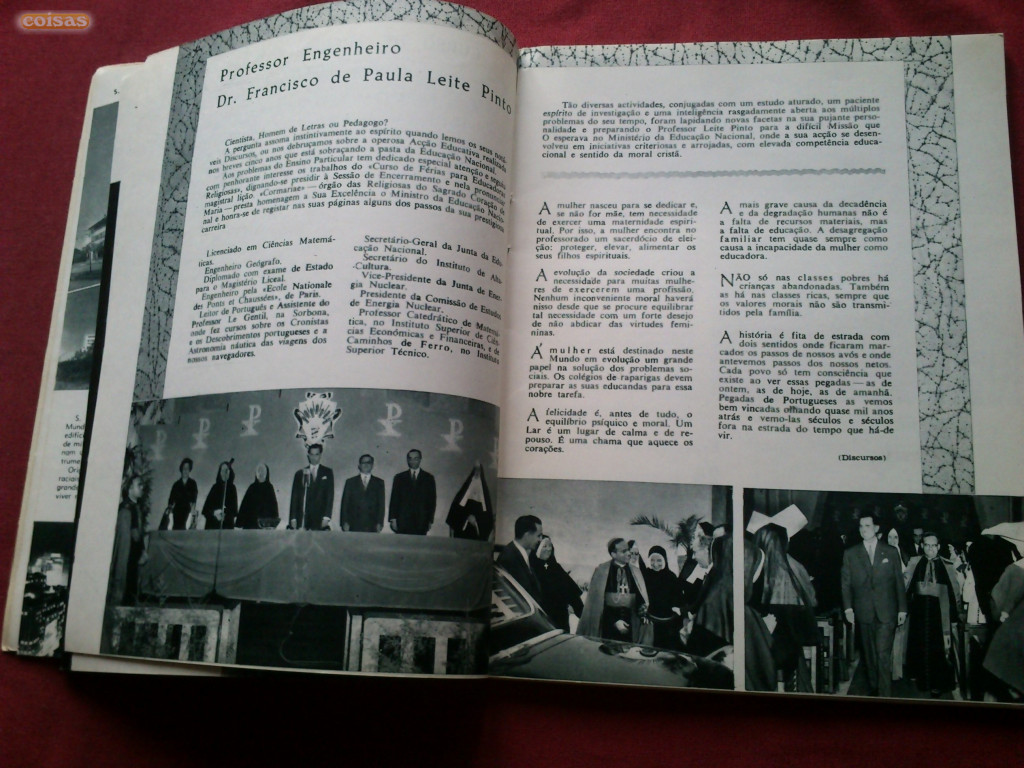 coisas
Professor Engenheiro
Dr. Francisco de Paula Leite Pinto
Cientista, Homem de Letras ou Pedagogo?
A pergunta assoma instintivamente ao espírito quando lemos os seus notá-
veis Discursos, ou nos debruçamos sobre a operosa Acção Educativa realizada
nos breves cinco anos que está sobraçando a pasta da Educação Nacional.
Aos problemas do Ensino Particular tem dedicado especial atenção e seguiu
com penhorante interesse os trabalhos do «Curso de Férias para Educadoras
Religiosas», dignando-se presidir à Sessão de Encerramento e nela pronunciar
magistral lição. «Cormariae» — órgão das Religiosas do Sagrado Coração de
Maria — presta homenagem a Sua Excelência o Ministro da Educação Nacio-
nal e honra-se de registar nas suas páginas alguns dos passos da sua prestigiosa
carreira
Licenciado em Ciências Matemá-
ticas.
Engenheiro Geógrafo.
Diplomado com exame de Estado
para o Magistério Liceal.
Engenheiro pela «Ecole Nationale
des Ponts et Chaussées», de Paris.
Leitor de Português e Assistente do
Professor Le Gentil, na Sorbona,
onde fez cursos sobre os Cronistas
e os Descobrimentos portugueses e a
Astronomia náutica das viagens dos
nossos navegadores.
Secretário-Geral da Junta da Edu-
cação Nacional.
Secretário do Instituto de Alta
-Cultura.
Vice-Presidente da Junta de Ener-
gia Nuclear.
Presidente da Comissão de Estudos
de Energia Nuclear.
Professor Catedrático de Matemá-
tica, no Instituto Superior de Ciên-
cias Económicas e Financeiras, e de
Caminhos de Ferro, no Instituto
Superior Técnico.
Tão diversas actividades, conjugadas com um estudo aturado, um paciente
espírito de investigação e uma inteligência rasgadamente aberta aos múltiplos
problemas do seu tempo, foram lapidando novas facetas na sua pujante perso-
nalidade e preparando o Professor Leite Pinto para a difícil Missão que
O esperava no Ministério da Educação Nacional, onde a sua acção se desen-
volveu em iniciativas criteriosas e arrojadas, com elevada competência educa-
cional e sentido da moral cristã.
A mulher nasceu para se dedicar e,
se não for mãe, tem necessidade
de exercer uma maternidade espiri-
tual. Por isso, a mulher encontra no
professorado um sacerdócio de elei-
ção: proteger, elevar, alimentar os
seus filhos espirituais.
A evolução da sociedade criou a
necessidade para muitas mulhe-
res de exercerem uma profissão.
Nenhum inconveniente moral haverá
nisso desde que se procure equilibrar
tal necessidade com um forte desejo
de não abdicar das virtudes femi-
ninas.
À mulher está destinado neste
Mundo em evolução um grande
papel na solução dos problemas so-
ciais. Os colégios de raparigas devem
preparar as suas educandas para essa
nobre tarefa.
A felicidade é, antes de tudo, o
equilíbrio psíquico e moral. Um
Lar é um lugar de calma e de re-
pouso. É uma chama que aquece os
corações.
A mais grave causa da decadência
e da degradação humanas não é
a falta de recursos materiais, mas
a falta de educação. A desagregação
familiar tem quase sempre como
causa a incapacidade da mulher como
educadora.
NÃO só nas classes pobres há
crianças abandonadas. Também
as há nas classes ricas, sempre que
os valores morais não são transmi-
tidos pela família.
A história é fita de estrada com
dois sentidos onde ficaram mar-
cados os passos de nossos avós e onde
antevemos passos dos nossos netos.
Cada povo só tem consciência que
existe ao ver essas pegadas — as de
ontem, as de hoje, as de amanhã.
Pegadas de Portugueses as vemos
bem vincadas olhando quase mil anos
atrás e vemo-las séculos e séculos
fora na estrada do tempo que há-de
vir.
(Discursos)